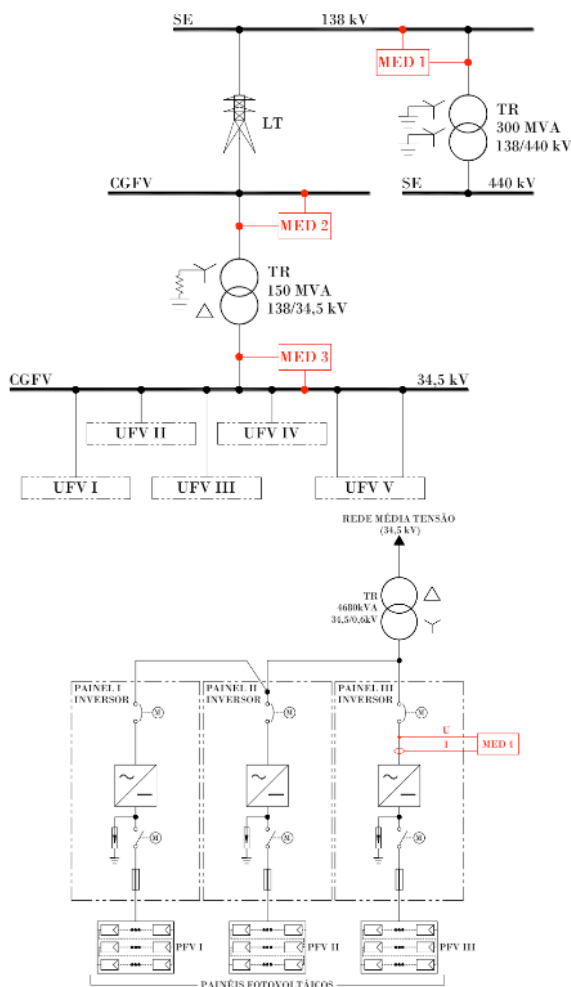 SE 138 kV
MED 1
LT
TR
300 MVA
138/440 kV
CGFV
SE 440 kV
MED 2
TR
150 MVA
138/34,5 kV
MED 3
CGFV 34,5 kV
UFV II UFV IV
UFV I UFV III UFV V
REDE MÉDIA TENSÃO
(34,5 kV)
TR
4680kVA
34,5/0,6kV
PAINEL I
INVERSOR
PAINEL II
INVERSOR
PAINEL III
INVERSOR
M M M
U
I
MED 4
M M M
PFV I PFV II PFV III
PAINÉIS FOTOVOLTÁICOS